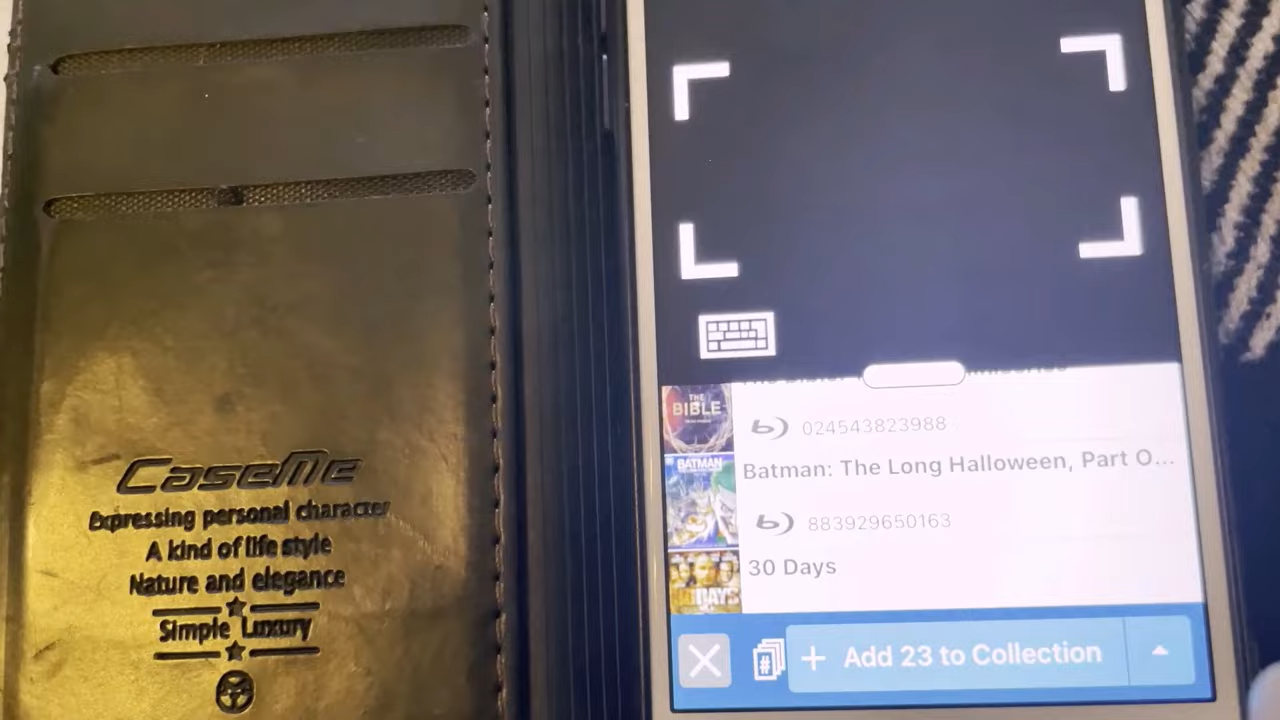 CaseMe
Expressing personal character
A kind of life style
Nature and elegance
Simple Luxury
THE
BIBLE
024543823988
Batman: The Long Halloween, Part O...
BATMAN
883929650163
30 Days
30 DAYS
#
+ Add 23 to Collection